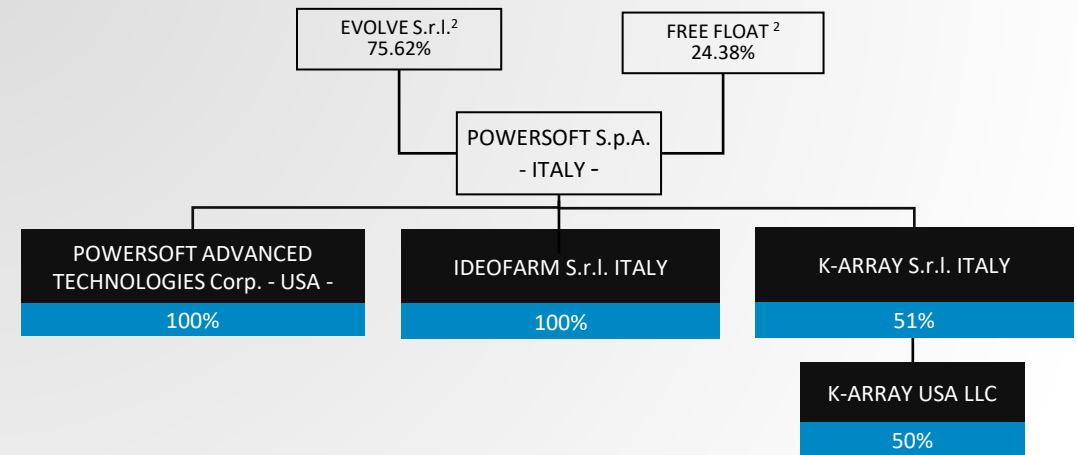 EVOLVE S.r.l.²
75.62%
FREE FLOAT ²
24.38%
POWERSOFT S.p.A.
- ITALY -
POWERSOFT ADVANCED
TECHNOLOGIES Corp. - USA -
100%
IDEOFARM S.r.l. ITALY
100%
K-ARRAY S.r.l. ITALY
51%
K-ARRAY USA LLC
50%